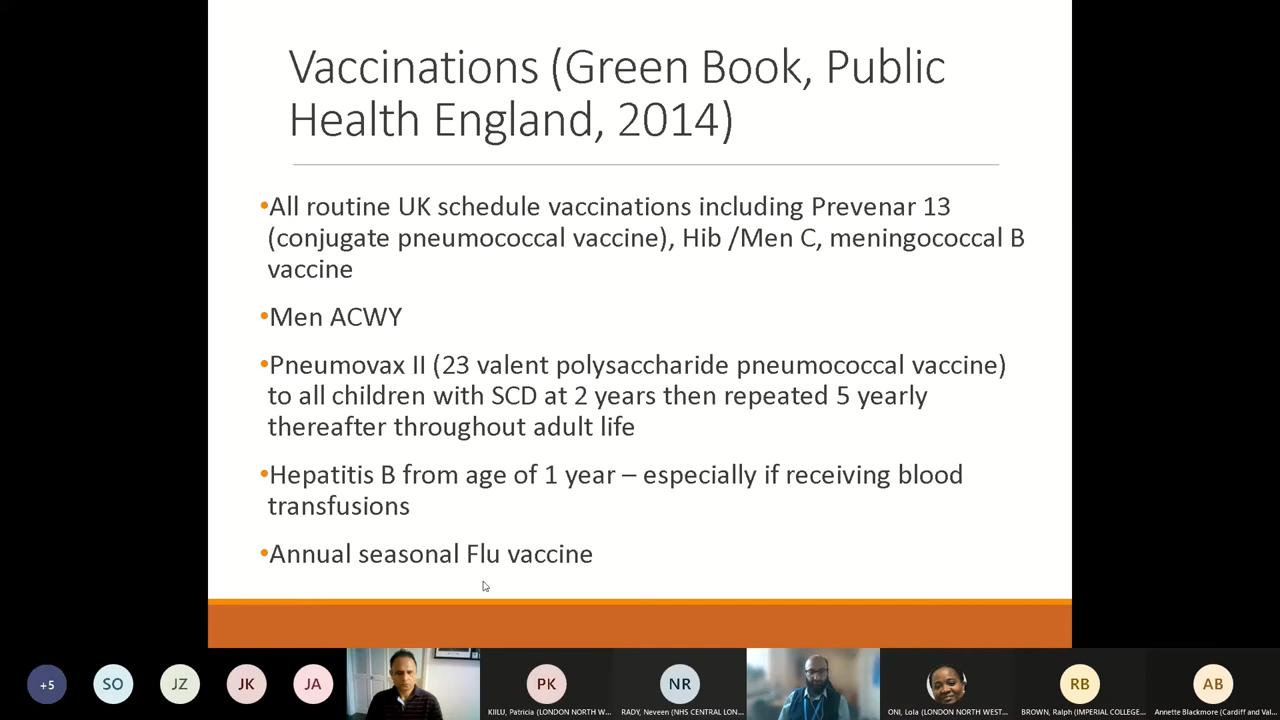 Vaccinations (Green Book, Public
Health England, 2014)
•All routine UK schedule vaccinations including Prevenar 13
(conjugate pneumococcal vaccine), Hib /Men C, meningococcal B
vaccine
•Men ACWY
•Pneumovax II (23 valent polysaccharide pneumococcal vaccine)
to all children with SCD at 2 years then repeated 5 yearly
thereafter throughout adult life
•Hepatitis B from age of 1 year – especially if receiving blood
transfusions
•Annual seasonal Flu vaccine
+5
SO
JZ
JK
JA
PK
NR
RB
AB
KIILU, Patricia (LONDON NORTH W...
RADY, Neveen (NHS CENTRAL LON...
ONI, Lola (LONDON NORTH WEST...
BROWN, Ralph (IMPERIAL COLLEGE...
Annette Blackmore (Cardiff and Val...